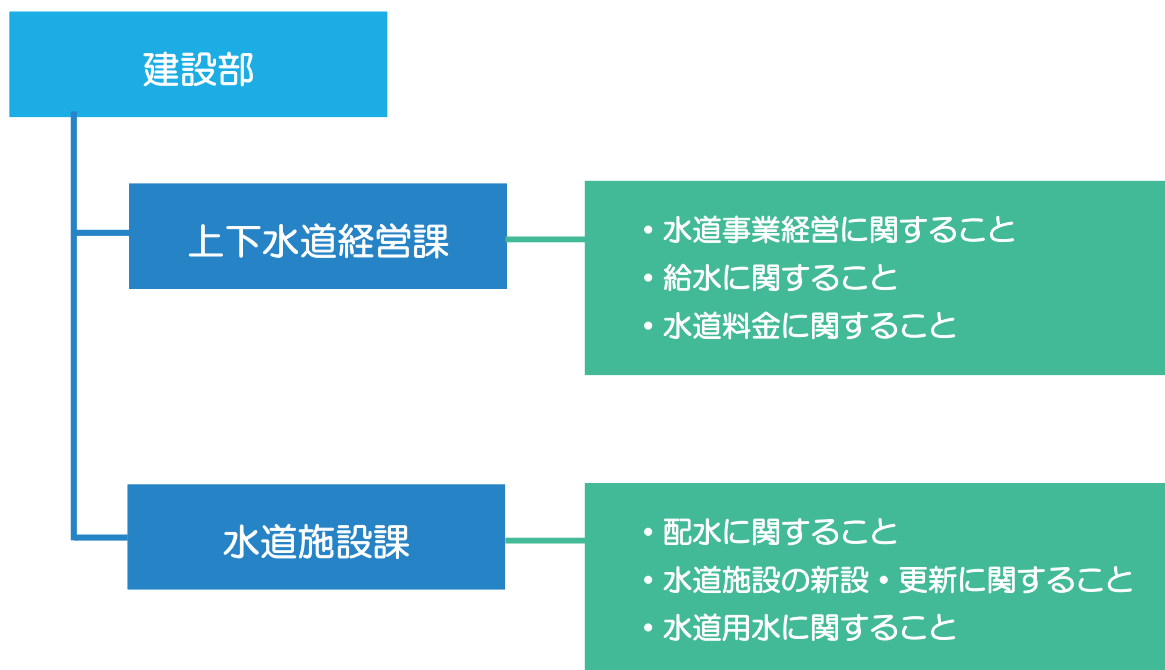 建設部
上下水道経営課
・水道事業経営に関すること
・給水に関すること
・水道料金に関すること
水道施設課
・配水に関すること
・水道施設の新設・更新に関すること
・水道用水に関すること